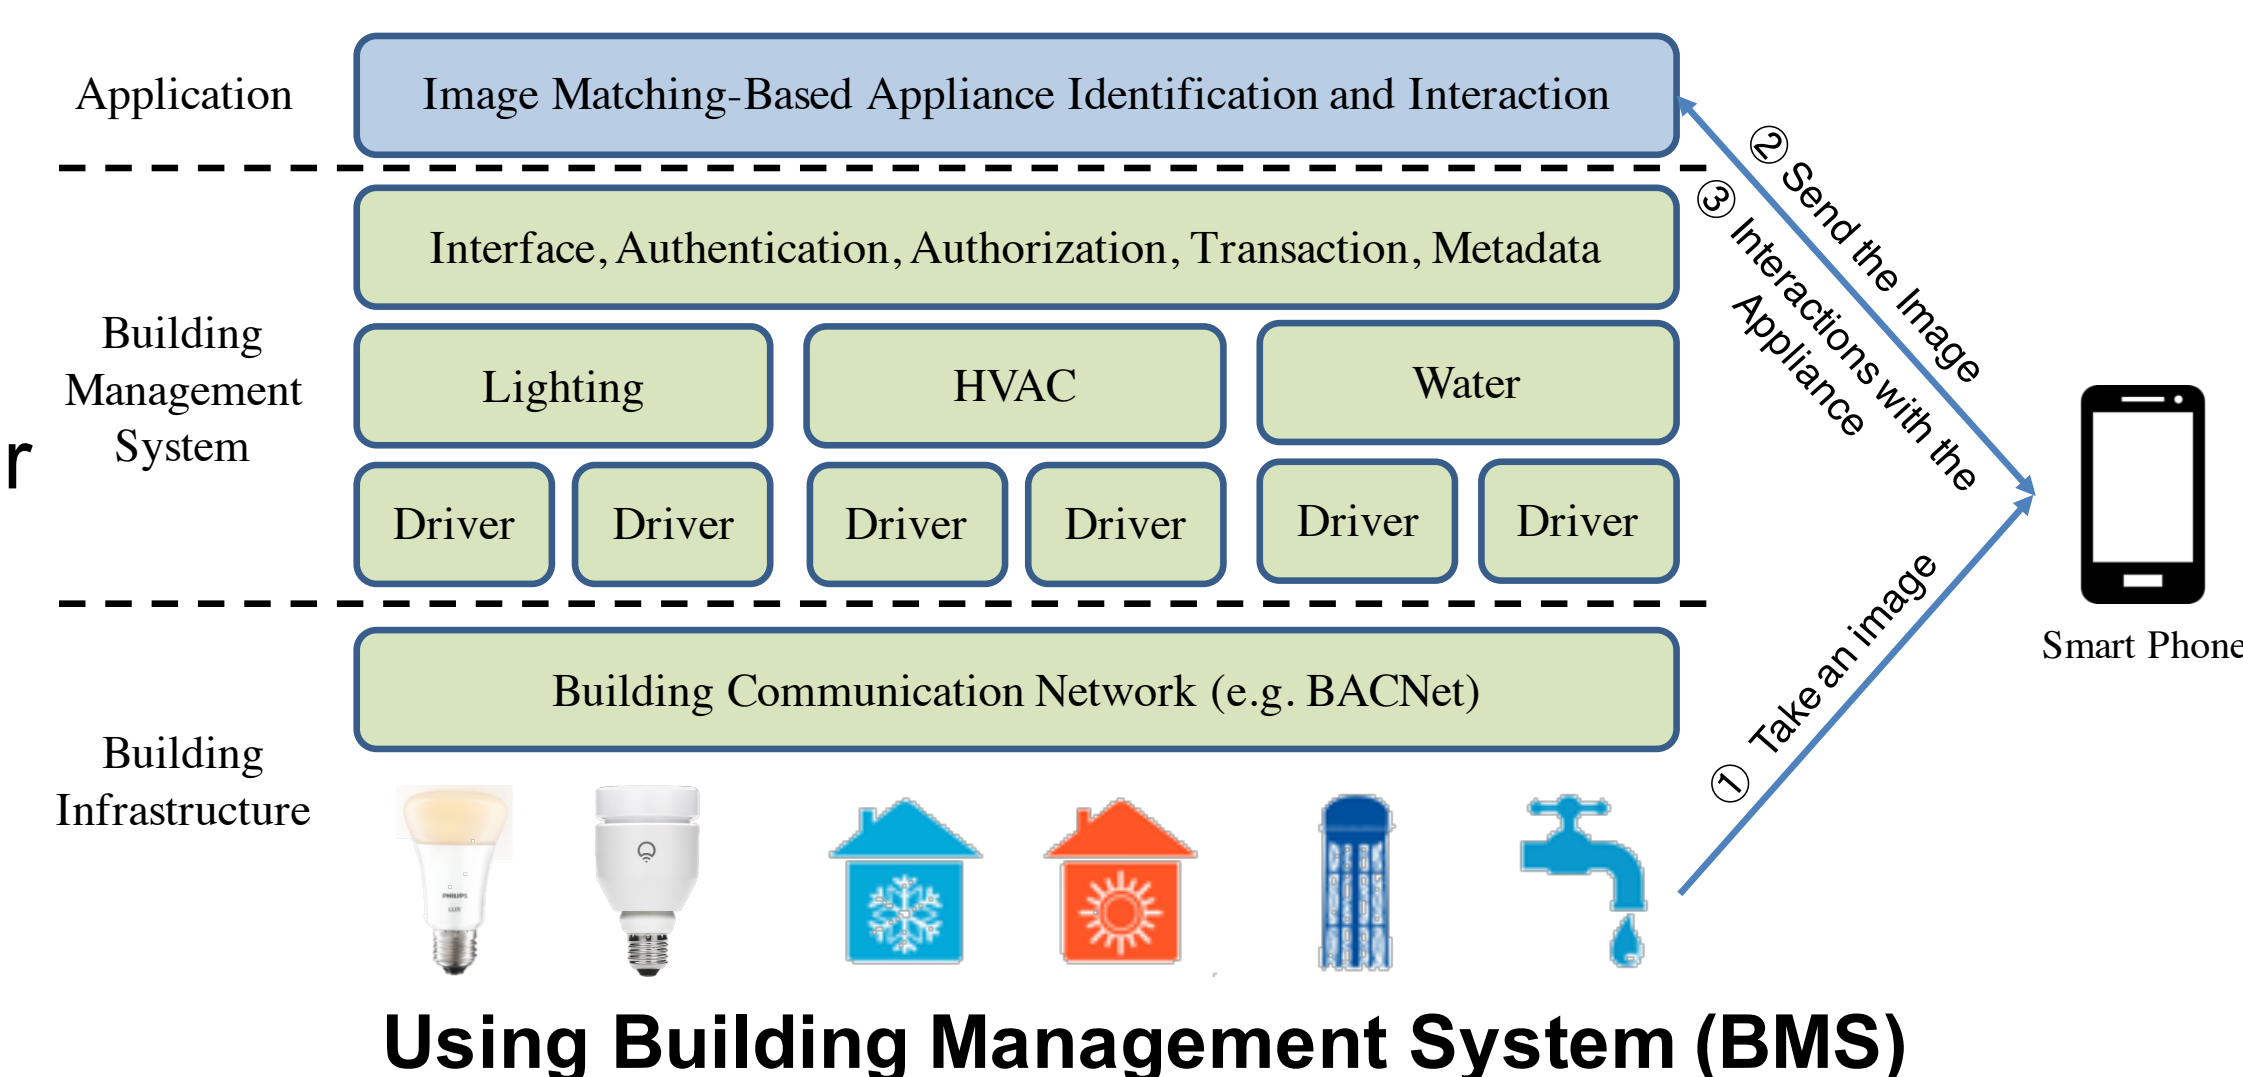 Application
Image Matching-Based Appliance Identification and Interaction
② Send the Image
③ Interactions with the
Appliance
Interface, Authentication, Authorization, Transaction, Metadata
Building
Management
System
r
Lighting
HVAC
Water
Driver
Driver
Driver
Driver
Driver
Driver
Smart Phone
① Take an image
Building Communication Network (e.g. BACNet)
Building
Infrastructure
PHILIPS
LUX
Using Building Management System (BMS)